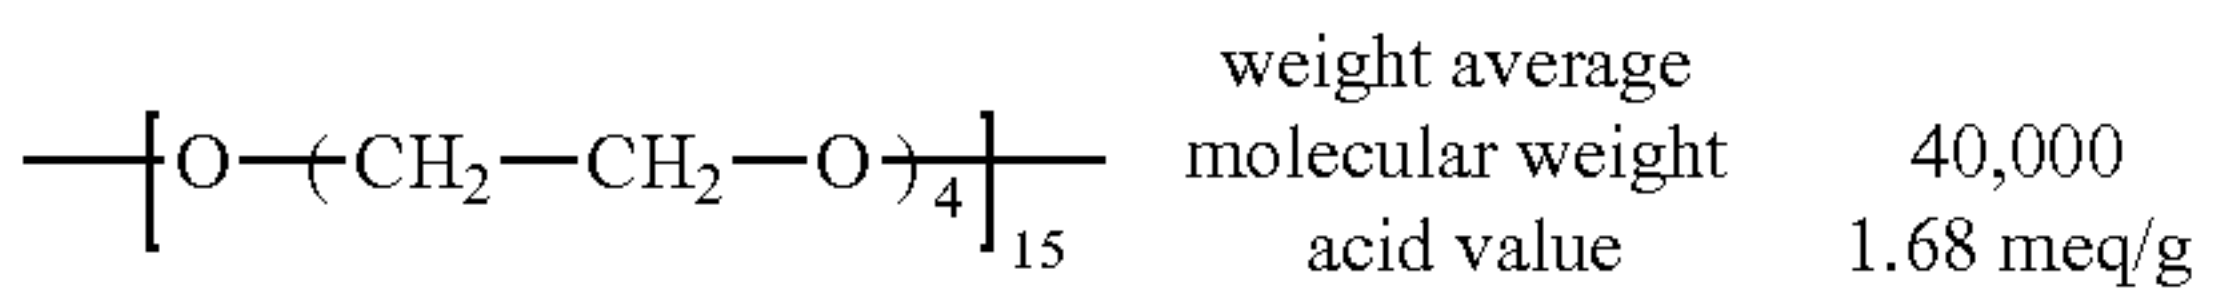 —[O—(CH₂—CH₂—O)₄]₁₅—
weight average
molecular weight 40,000
acid value 1.68 meq/g